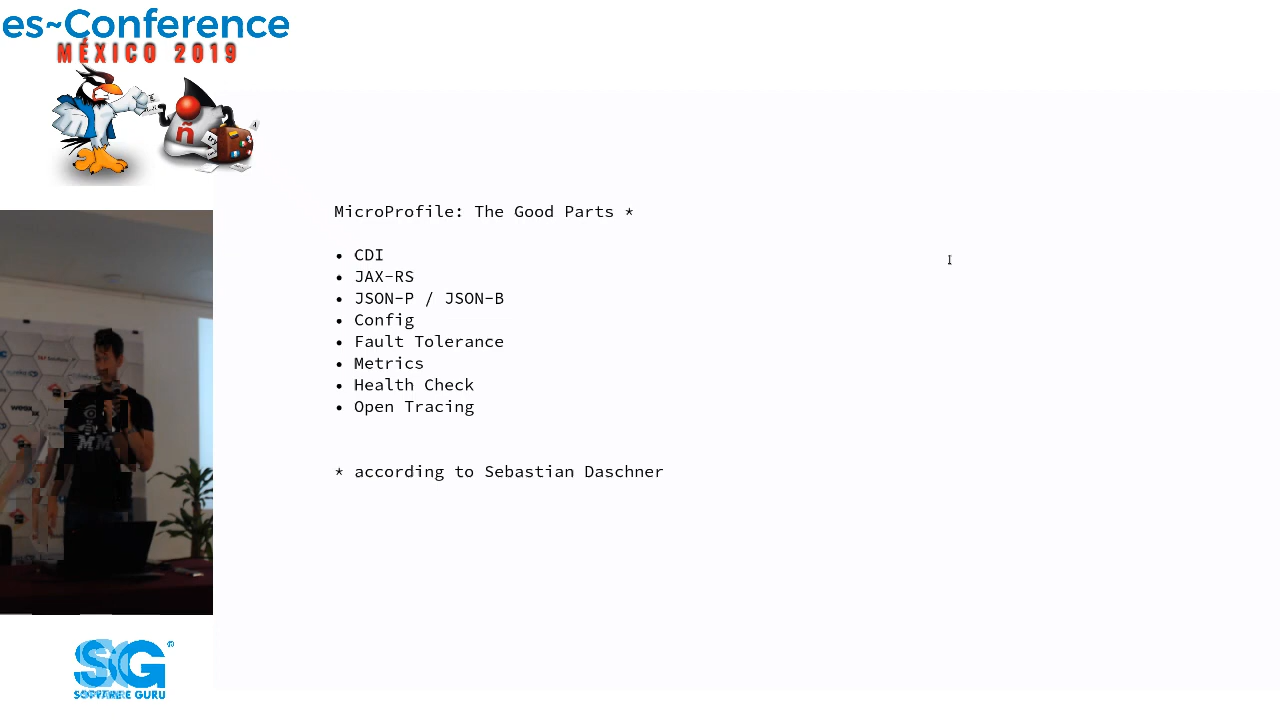 es~Conference
MÉXICO 2019
ñ
MicroProfile: The Good Parts *
• CDI
• JAX-RS
• JSON-P / JSON-B
• Config
• Fault Tolerance
• Metrics
• Health Check
• Open Tracing
* according to Sebastian Daschner
SG®
SOFTWARE GURU